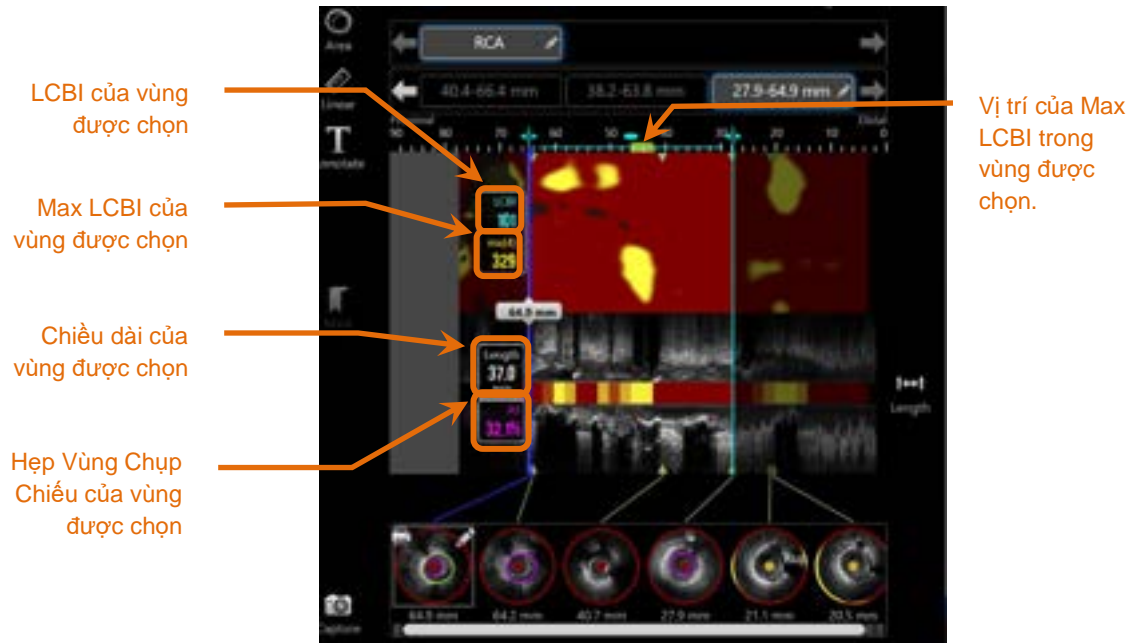 Area
RCA
LCBI của vùng
được chọn
Linear
40.4-66.4 mm
38.2-63.8 mm
27.9-64.9 mm
Vị trí của Max
LCBI trong
vùng được
chọn.
Distal
90 80 70 60 50 40 30 20 10 0
T
Annotate
Max LCBI của
vùng được chọn
LCBI
101
329
64.9 mm
Chiều dài của
vùng được chọn
Length
37.0
mm
Length
32.1%
Hẹp Vùng Chụp
Chiếu của vùng
được chọn
64.9 mm
64.2 mm
40.7 mm
27.9 mm
21.1 mm
20.5 mm
Capture